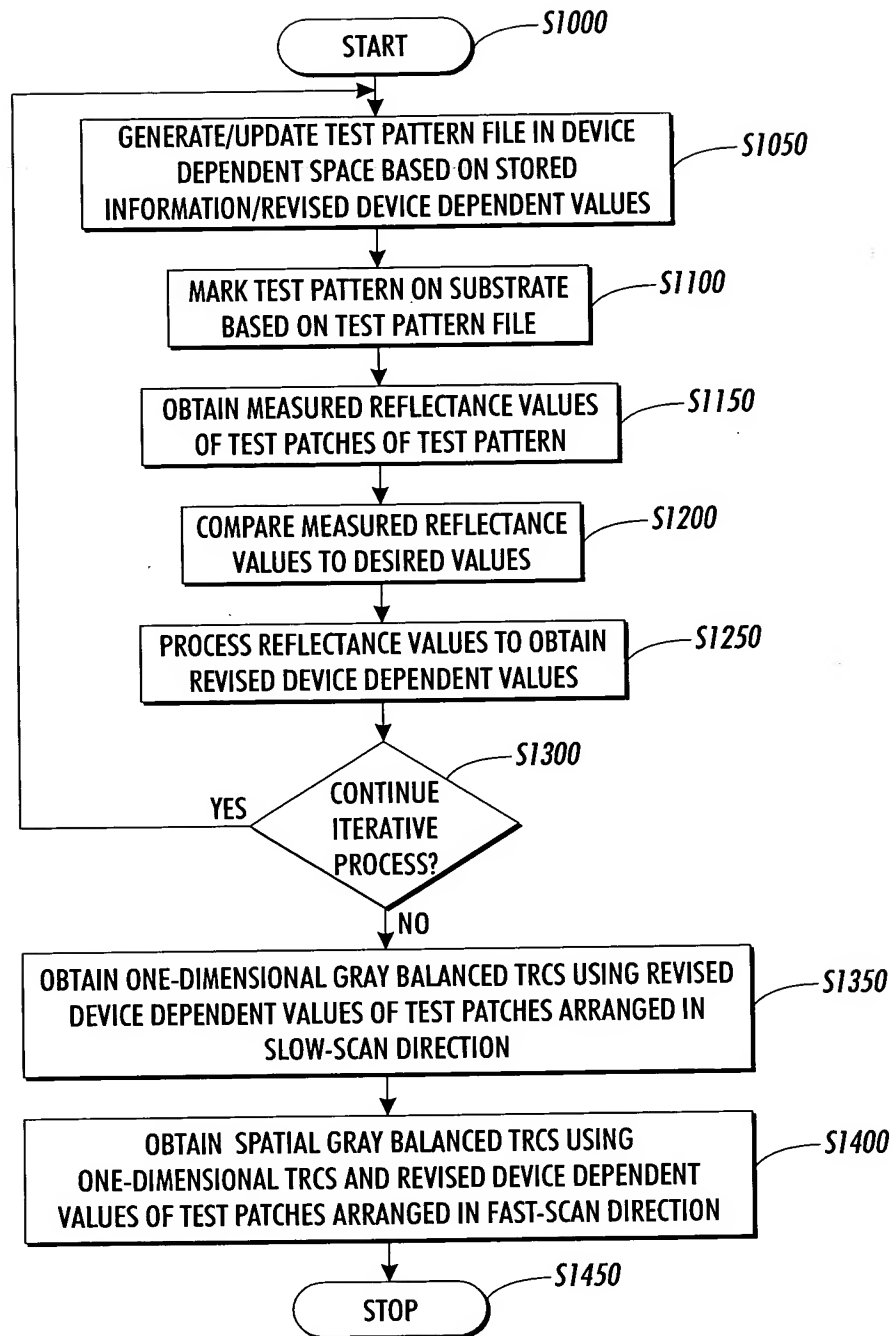 START
S1000
GENERATE/UPDATE TEST PATTERN FILE IN DEVICE
DEPENDENT SPACE BASED ON STORED
INFORMATION/REVISED DEVICE DEPENDENT VALUES
S1050
MARK TEST PATTERN ON SUBSTRATE
BASED ON TEST PATTERN FILE
S1100
OBTAIN MEASURED REFLECTANCE VALUES
OF TEST PATCHES OF TEST PATTERN
S1150
COMPARE MEASURED REFLECTANCE
VALUES TO DESIRED VALUES
S1200
PROCESS REFLECTANCE VALUES TO OBTAIN
REVISED DEVICE DEPENDENT VALUES
S1250
CONTINUE
ITERATIVE
PROCESS?
S1300
YES
NO
OBTAIN ONE-DIMENSIONAL GRAY BALANCED TRCS USING REVISED
DEVICE DEPENDENT VALUES OF TEST PATCHES ARRANGED IN
SLOW-SCAN DIRECTION
S1350
OBTAIN SPATIAL GRAY BALANCED TRCS USING
ONE-DIMENSIONAL TRCS AND REVISED DEVICE DEPENDENT
VALUES OF TEST PATCHES ARRANGED IN FAST-SCAN DIRECTION
S1400
STOP
S1450